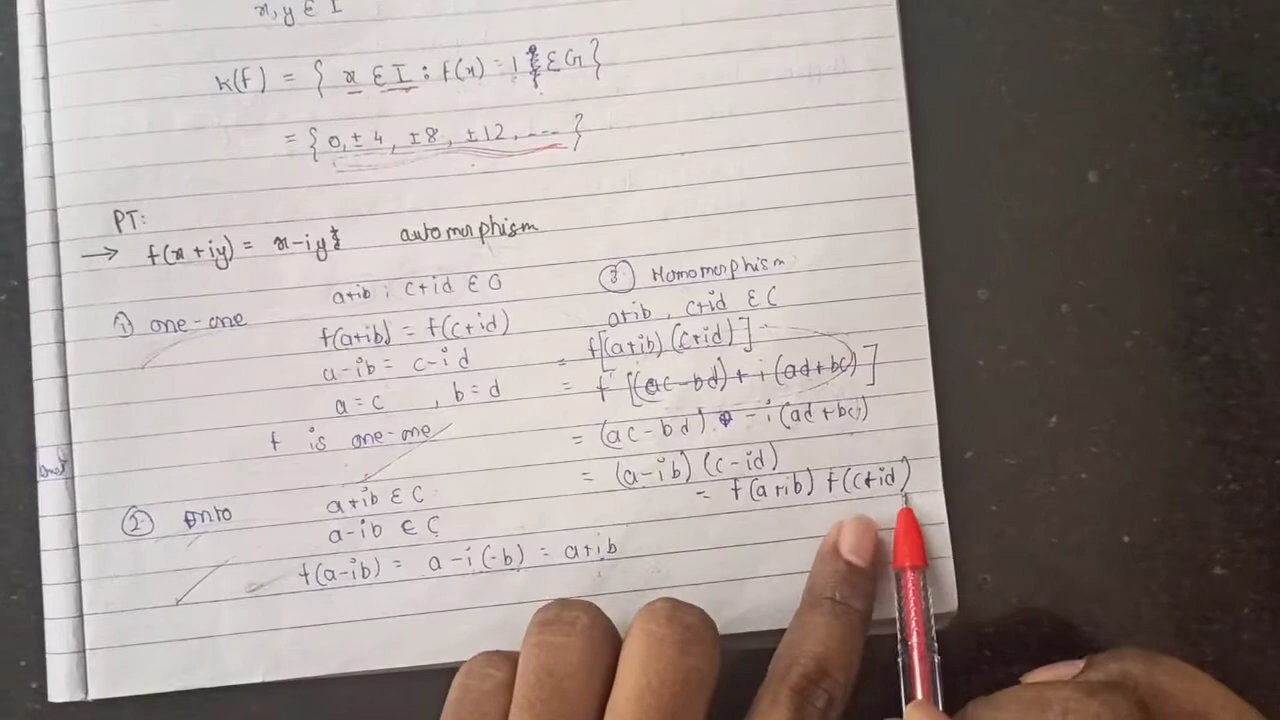 x, y ∈ I
K(f) = { x ∈ I : f(x) = 1 ∈ G }
= { 0, ± 4, ±8, ±12, ---- }
PT:
→ f(x + iy) = x - iy automorphism
① one-one
a+ib ; c+id ∈ G
f(a+ib) = f(c+id)
a-ib = c-id
a = c , b = d
f is one-one
② onto
a+ib ∈ C
a-ib ∈ C
f(a-ib) = a-i(-b) = a+ib
③ Homomorphism
a+ib , c+id ∈ C
= f[(a+ib) (c+id)]
= f [(ac-bd) + i (ad+bc)]
= (ac-bd) - i (ad+bc)
= (a-ib) (c-id)
= f(a+ib) f(c+id)